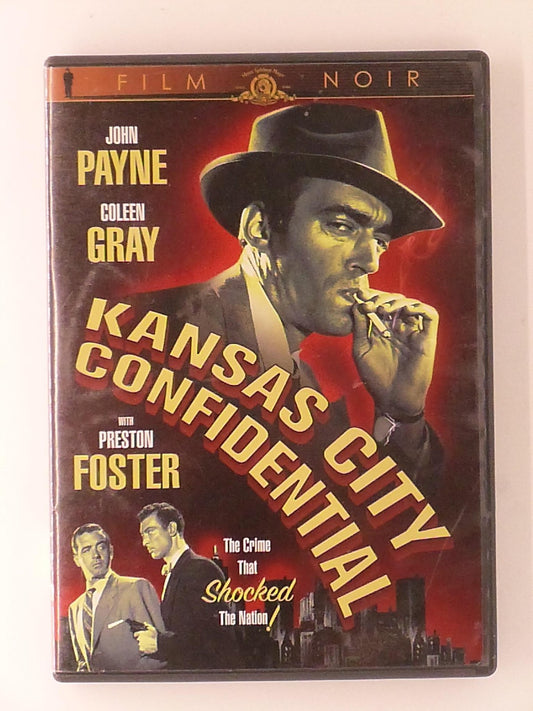 FILM NOIR
JOHN
PAYNE
COLEEN
GRAY
KANSAS CITY
CONFIDENTIAL
WITH
PRESTON
FOSTER
The Crime
That
Shocked
The Nation!